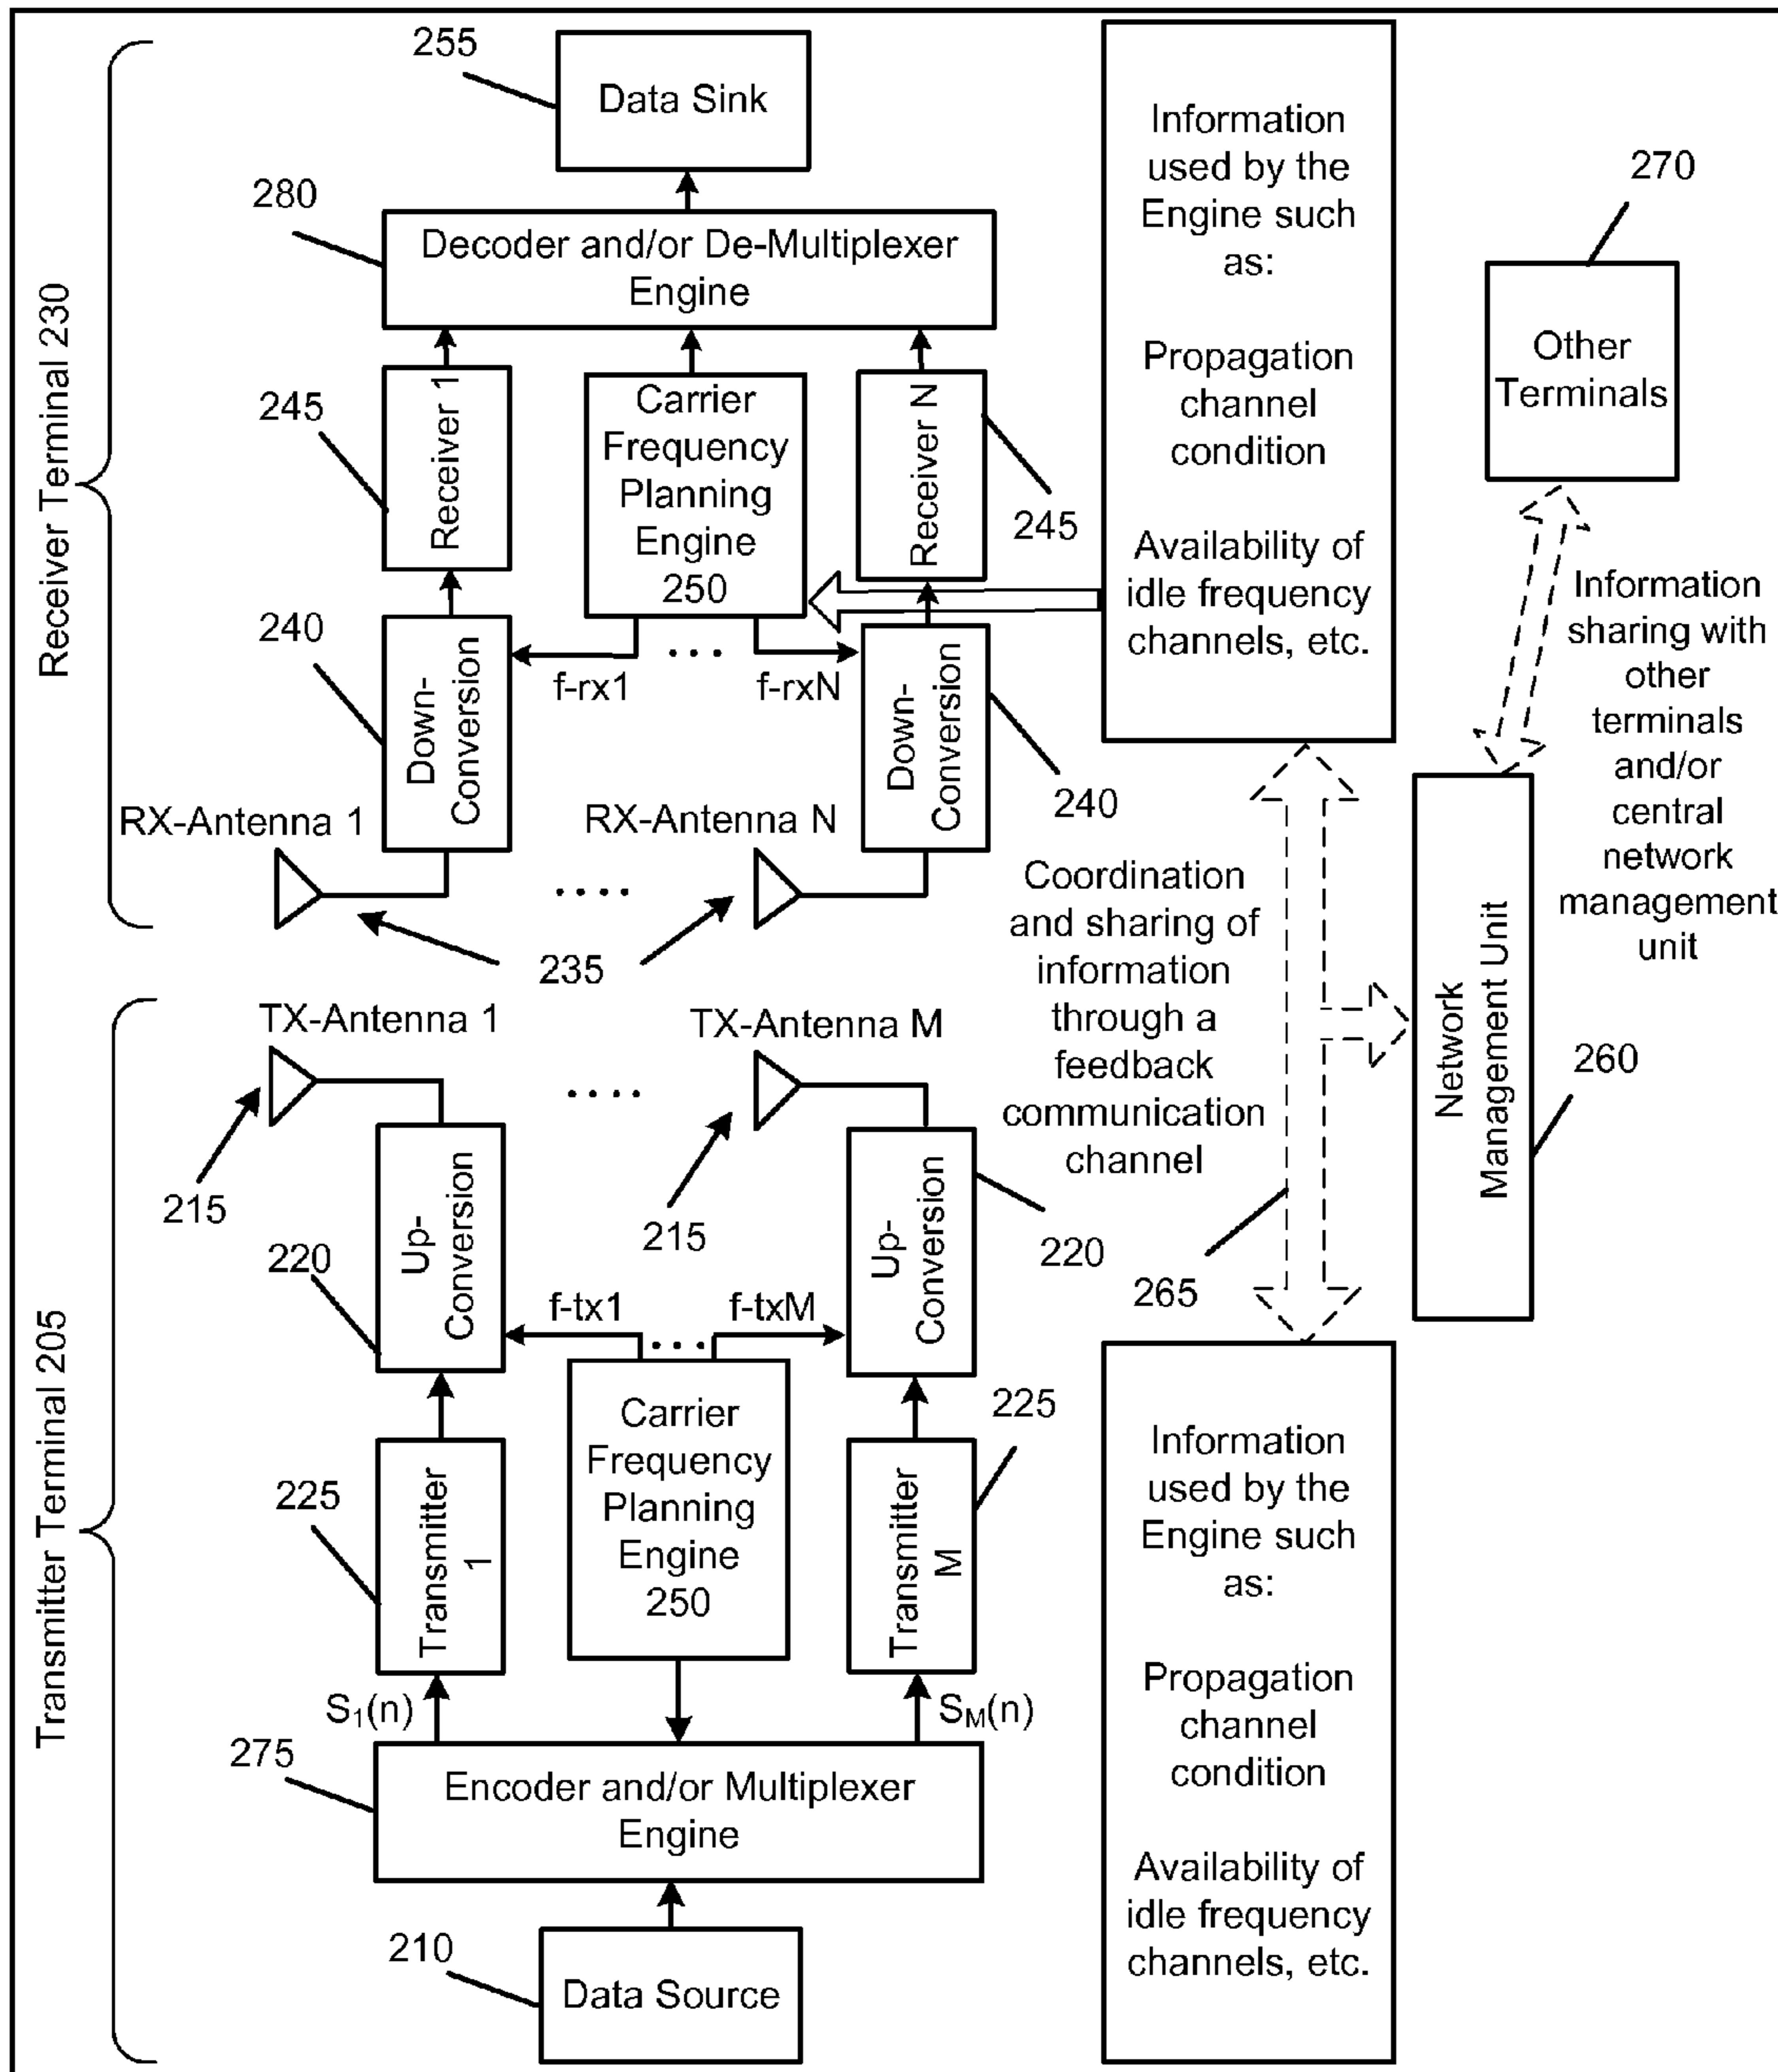 255
Data Sink
280
Decoder and/or De-Multiplexer
Engine
Receiver Terminal 230
245
Receiver 1
Carrier
Frequency
Planning
Engine
250
Receiver N
245
240
Down-
Conversion
f-rx1
...
f-rxN
Down-
Conversion
240
RX-Antenna 1
....
RX-Antenna N
235
Information
used by the
Engine such
as:
Propagation
channel
condition
Availability of
idle frequency
channels, etc.
270
Other
Terminals
Information
sharing with
other
terminals
and/or
central
network
management
unit
Coordination
and sharing of
information
through a
feedback
communication
channel
265
Network
Management Unit
260
Transmitter Terminal 205
TX-Antenna 1
....
TX-Antenna M
215
215
220
Up-
Conversion
f-tx1
...
f-txM
Up-
Conversion
220
225
Transmitter
1
Carrier
Frequency
Planning
Engine
250
Transmitter
M
225
S1(n)
SM(n)
275
Encoder and/or Multiplexer
Engine
210
Data Source
Information
used by the
Engine such
as:
Propagation
channel
condition
Availability of
idle frequency
channels, etc.